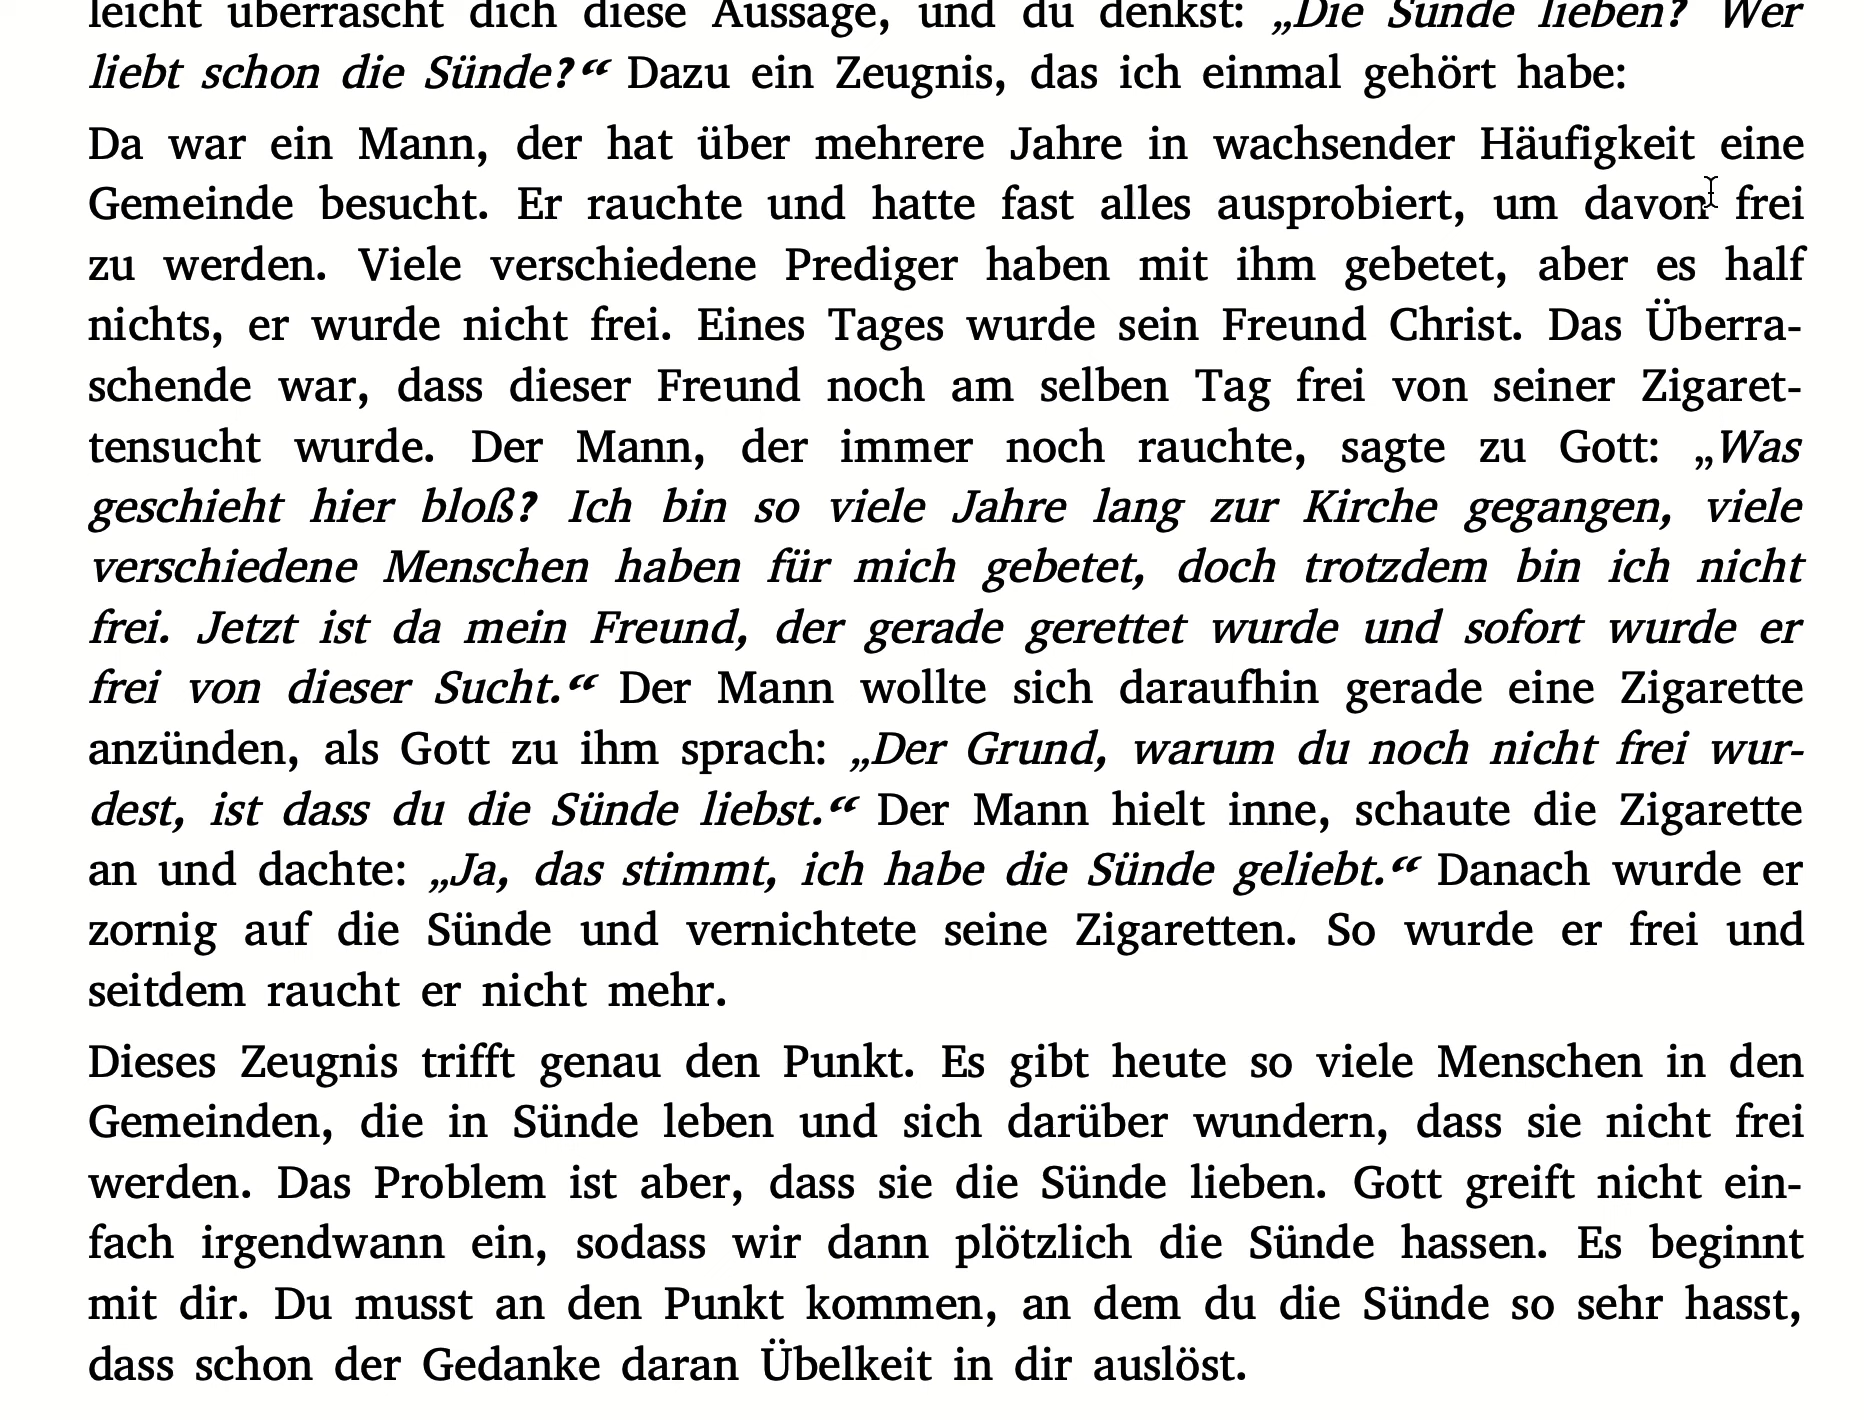 leicht überrascht dich diese Aussage, und du denkst: „Die Sünde lieben? Wer
liebt schon die Sünde?“ Dazu ein Zeugnis, das ich einmal gehört habe:
Da war ein Mann, der hat über mehrere Jahre in wachsender Häufigkeit eine
Gemeinde besucht. Er rauchte und hatte fast alles ausprobiert, um davon frei
zu werden. Viele verschiedene Prediger haben mit ihm gebetet, aber es half
nichts, er wurde nicht frei. Eines Tages wurde sein Freund Christ. Das Überra-
schende war, dass dieser Freund noch am selben Tag frei von seiner Zigaret-
tensucht wurde. Der Mann, der immer noch rauchte, sagte zu Gott: „Was
geschieht hier bloß? Ich bin so viele Jahre lang zur Kirche gegangen, viele
verschiedene Menschen haben für mich gebetet, doch trotzdem bin ich nicht
frei. Jetzt ist da mein Freund, der gerade gerettet wurde und sofort wurde er
frei von dieser Sucht.“ Der Mann wollte sich daraufhin gerade eine Zigarette
anzünden, als Gott zu ihm sprach: „Der Grund, warum du noch nicht frei wur-
dest, ist dass du die Sünde liebst.“ Der Mann hielt inne, schaute die Zigarette
an und dachte: „Ja, das stimmt, ich habe die Sünde geliebt.“ Danach wurde er
zornig auf die Sünde und vernichtete seine Zigaretten. So wurde er frei und
seitdem raucht er nicht mehr.
Dieses Zeugnis trifft genau den Punkt. Es gibt heute so viele Menschen in den
Gemeinden, die in Sünde leben und sich darüber wundern, dass sie nicht frei
werden. Das Problem ist aber, dass sie die Sünde lieben. Gott greift nicht ein-
fach irgendwann ein, sodass wir dann plötzlich die Sünde hassen. Es beginnt
mit dir. Du musst an den Punkt kommen, an dem du die Sünde so sehr hasst,
dass schon der Gedanke daran Übelkeit in dir auslöst.